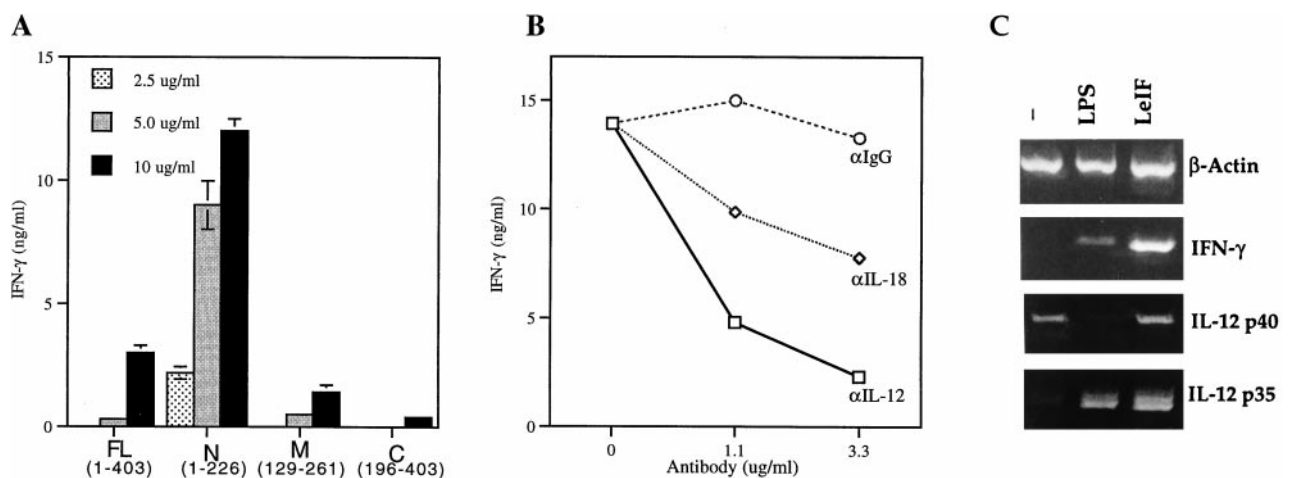 A
15
10
5
0
IFN-γ (ng/ml)
2.5 ug/ml
5.0 ug/ml
10 ug/ml
FL
(1-403)
N
(1-226)
M
(129-261)
C
(196-403)
B
15
10
5
0
IFN-γ (ng/ml)
αIgG
αIL-18
αIL-12
0
1.1
3.3
Antibody (ug/ml)
C
-
LPS
LeIF
β-Actin
IFN-γ
IL-12 p40
IL-12 p35